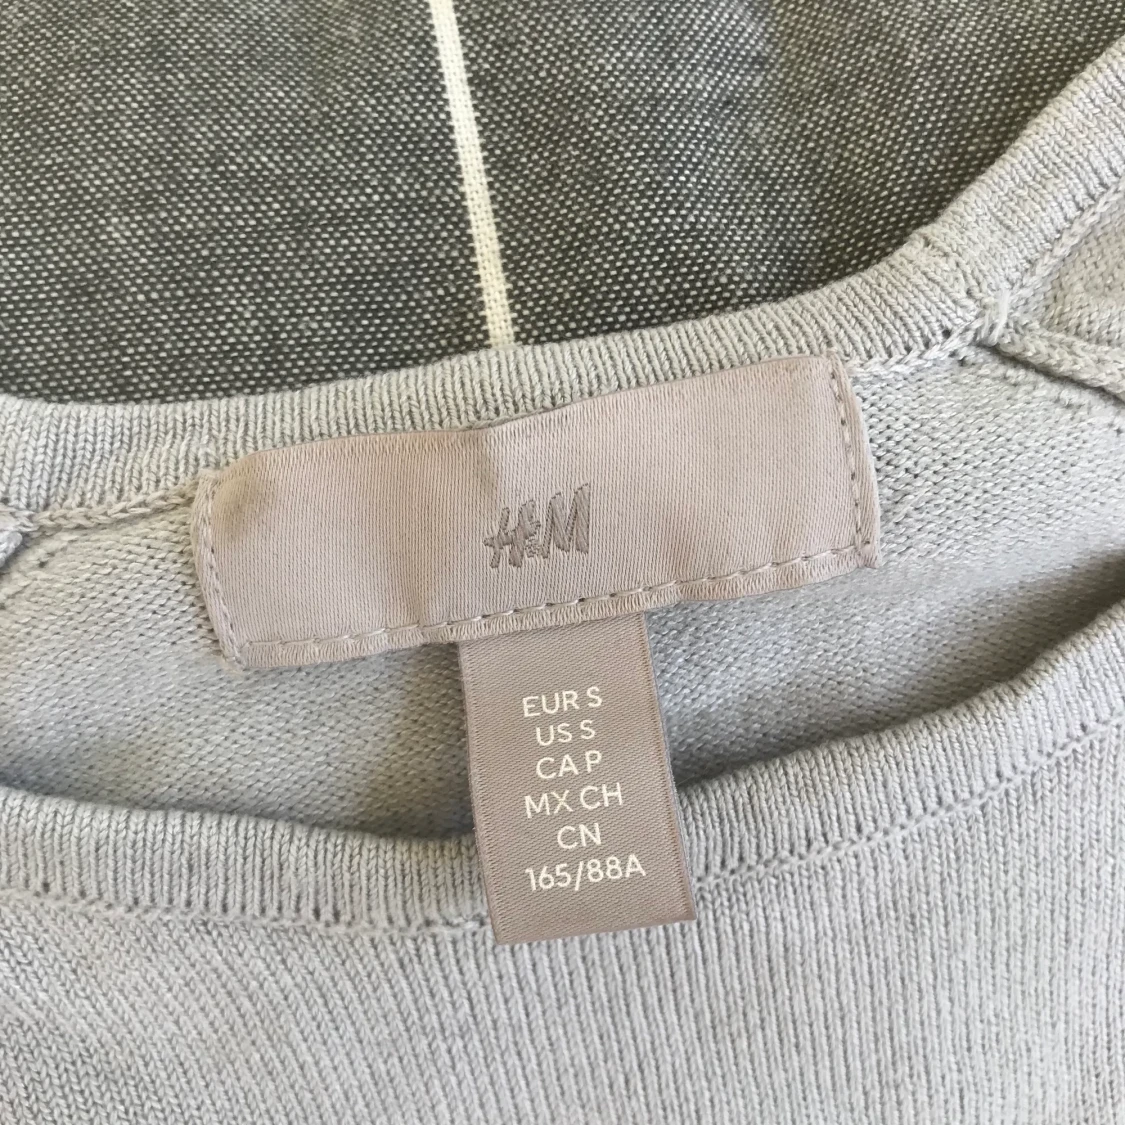 H&M
EUR S
US S
CA P
MX CH
CN
165/88A